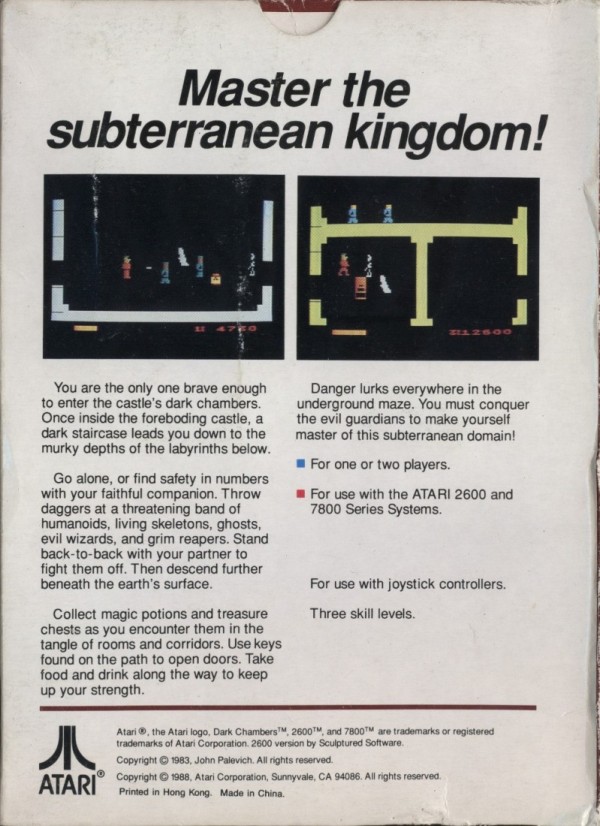 Master the
subterranean kingdom!
12600
You are the only one brave enough
to enter the castle's dark chambers.
Once inside the foreboding castle, a
dark staircase leads you down to the
murky depths of the labyrinths below.
Go alone, or find safety in numbers
with your faithful companion. Throw
daggers at a threatening band of
humanoids, living skeletons, ghosts,
evil wizards, and grim reapers. Stand
back-to-back with your partner to
fight them off. Then descend further
beneath the earth's surface.
Collect magic potions and treasure
chests as you encounter them in the
tangle of rooms and corridors. Use keys
found on the path to open doors. Take
food and drink along the way to keep
up your strength.
Danger lurks everywhere in the
underground maze. You must conquer
the evil guardians to make yourself
master of this subterranean domain!
For one or two players.
For use with the ATARI 2600 and
7800 Series Systems.
For use with joystick controllers.
Three skill levels.
ATARI®
Atari ®, the Atari logo, Dark Chambers™, 2600™, and 7800™ are trademarks or registered
trademarks of Atari Corporation. 2600 version by Sculptured Software.
Copyright © 1983, John Palevich. All rights reserved.
Copyright © 1988, Atari Corporation, Sunnyvale, CA 94086. All rights reserved.
Printed in Hong Kong. Made in China.